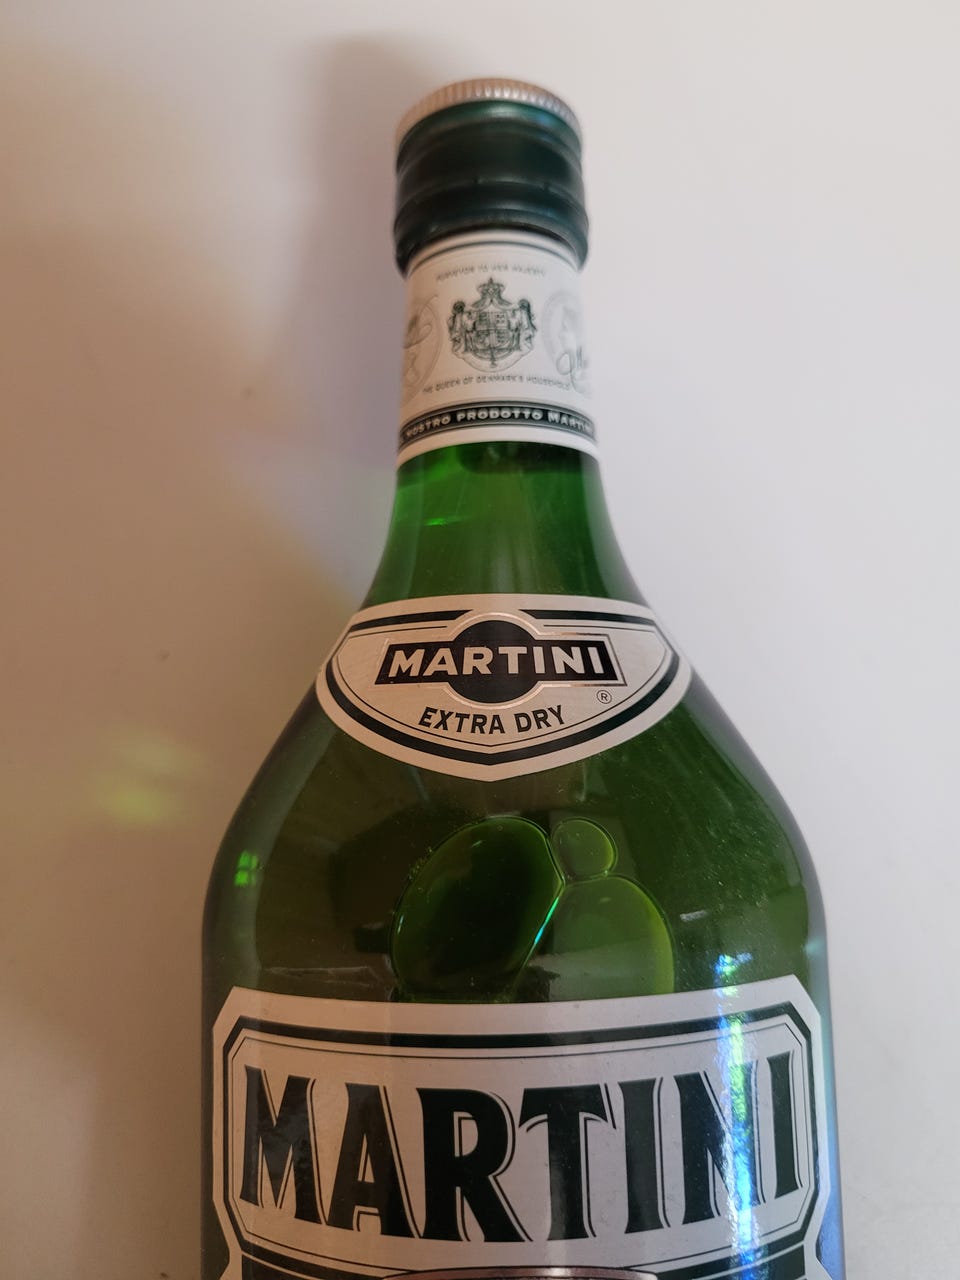 PURVEYOR TO HER MAJESTY
THE QUEEN OF DENMARK'S HOUSEHOLD
NOSTRO PRODOTTO MARTINI
MARTINI
®
EXTRA DRY
MARTINI